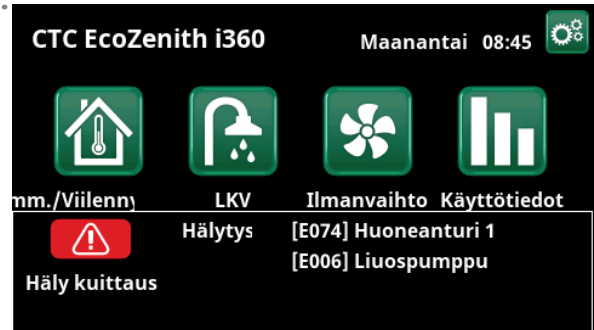 CTC EcoZenith i360
Maanantai 08:45
mm./Viilenny
LKV
Ilmanvaihto
Käyttötiedot
Hälytys
[E074] Huoneanturi 1
[E006] Liuospumppu
Häly kuittaus